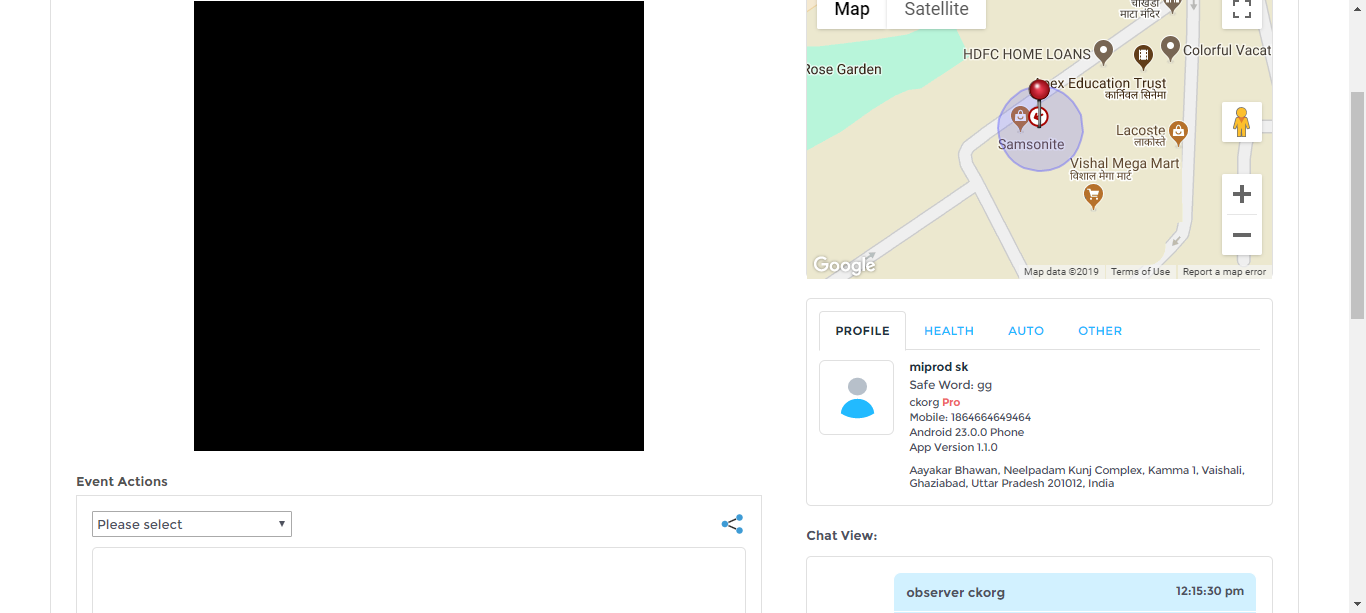 Map Satellite
माता मंदिर
HDFC HOME LOANS
Colorful Vacat
Rose Garden
pex Education Trust
कार्निवल सिनेमा
Lacoste
लाकोस्ते
Samsonite
Vishal Mega Mart
विशाल मेगा मार्ट
Google
Map data ©2019 Terms of Use Report a map error
PROFILE HEALTH AUTO OTHER
miprod sk
Safe Word: gg
ckorg Pro
Mobile: 1864664649464
Android 23.0.0 Phone
App Version 1.1.0
Aayakar Bhawan, Neelpadam Kunj Complex, Kamma 1, Vaishali,
Ghaziabad, Uttar Pradesh 201012, India
Event Actions
Please select
Chat View:
observer ckorg 12:15:30 pm